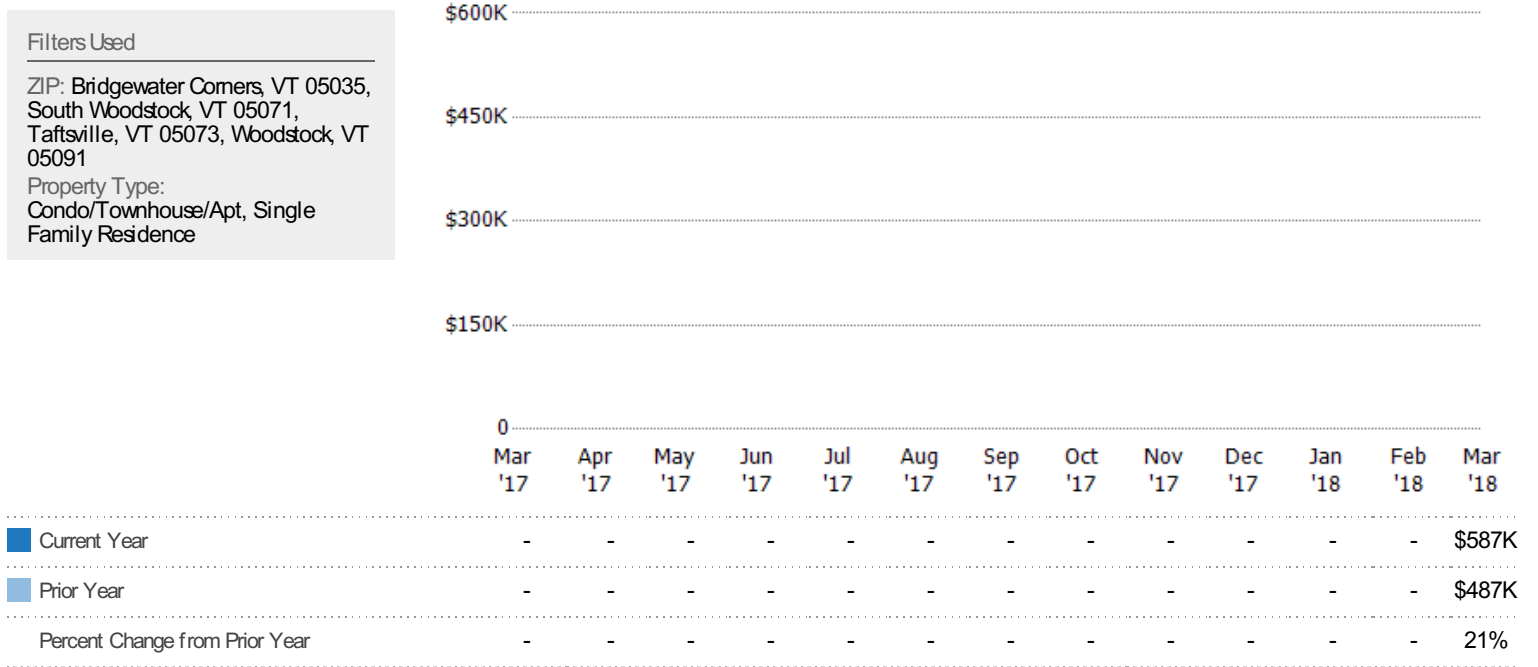 Filters Used
ZIP: Bridgewater Corners, VT 05035,
South Woodstock, VT 05071,
Taftsville, VT 05073, Woodstock, VT
05091
Property Type:
Condo/Townhouse/Apt, Single
Family Residence
$600K
$450K
$300K
$150K
0
Mar Apr May Jun Jul Aug Sep Oct Nov Dec Jan Feb Mar
'17 '17 '17 '17 '17 '17 '17 '17 '17 '17 '18 '18 '18
Current Year - - - - - - - - - - - - $587K
Prior Year - - - - - - - - - - - - $487K
Percent Change from Prior Year - - - - - - - - - - - - 21%